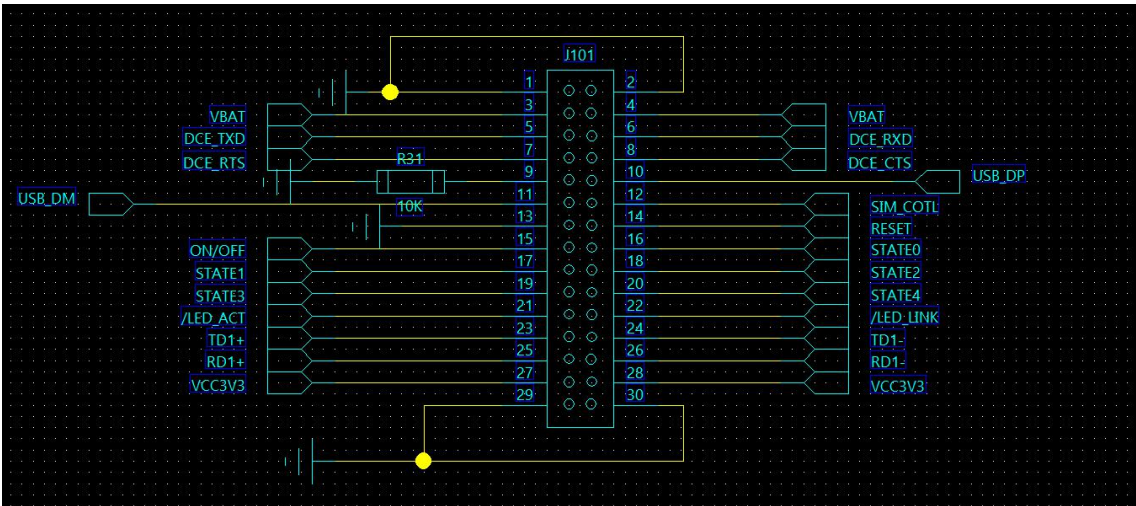 J101
1 2
3 4
VBAT VBAT
5 6
DCE_TXD DCE_RXD
7 8
DCE_RTS R31 DCE_CTS
9 10
USB_DP
USB_DM 11 12
10K SIM_COTL
13 14
RESET
15 16
ON/OFF STATE0
17 18
STATE1 STATE2
19 20
STATE3 STATE4
21 22
/LED_ACT /LED_LINK
23 24
TD1+ TD1-
25 26
RD1+ RD1-
27 28
VCC3V3 VCC3V3
29 30